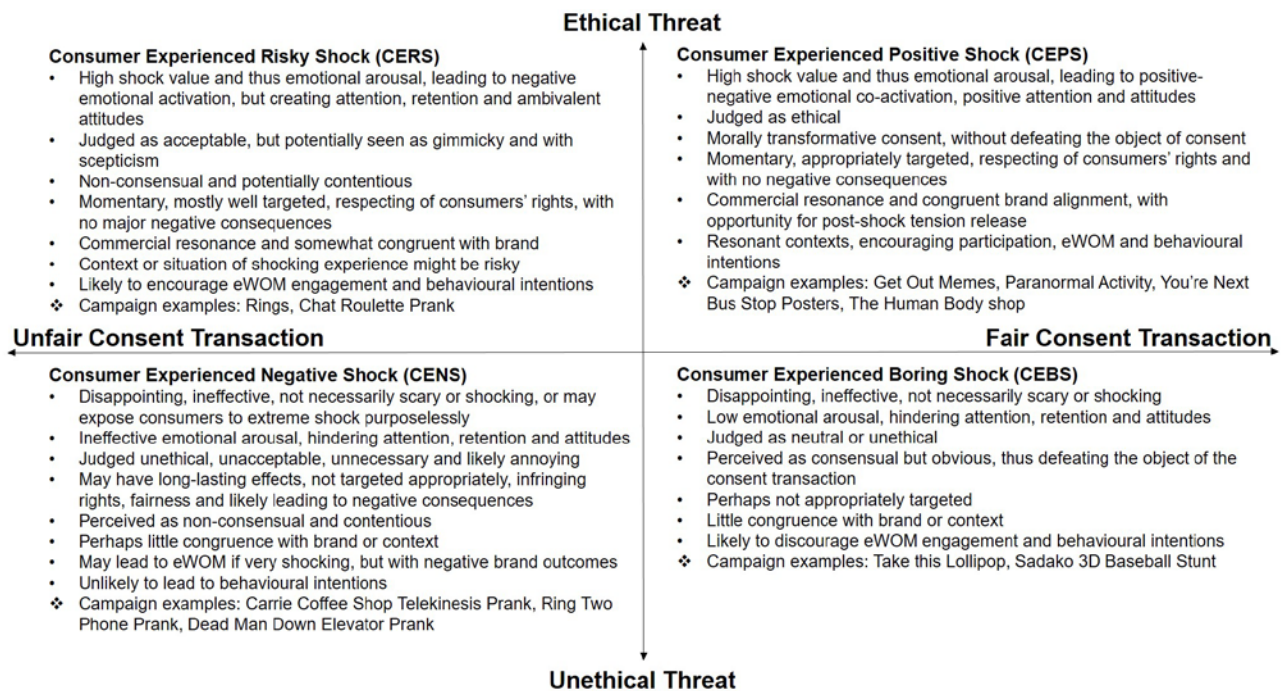 Ethical Threat
Consumer Experienced Risky Shock (CERS)
• High shock value and thus emotional arousal, leading to negative
emotional activation, but creating attention, retention and ambivalent
attitudes
• Judged as acceptable, but potentially seen as gimmicky and with
scepticism
• Non-consensual and potentially contentious
• Momentary, mostly well targeted, respecting of consumers' rights, with
no major negative consequences
• Commercial resonance and somewhat congruent with brand
• Context or situation of shocking experience might be risky
• Likely to encourage eWOM engagement and behavioural intentions
❖ Campaign examples: Rings, Chat Roulette Prank
Consumer Experienced Positive Shock (CEPS)
• High shock value and thus emotional arousal, leading to positive-
negative emotional co-activation, positive attention and attitudes
• Judged as ethical
• Morally transformative consent, without defeating the object of consent
• Momentary, appropriately targeted, respecting of consumers' rights and
with no negative consequences
• Commercial resonance and congruent brand alignment, with
opportunity for post-shock tension release
• Resonant contexts, encouraging participation, eWOM and behavioural
intentions
❖ Campaign examples: Get Out Memes, Paranormal Activity, You're Next
Bus Stop Posters, The Human Body shop
Unfair Consent Transaction
Fair Consent Transaction
Consumer Experienced Negative Shock (CENS)
• Disappointing, ineffective, not necessarily scary or shocking, or may
expose consumers to extreme shock purposelessly
• Ineffective emotional arousal, hindering attention, retention and attitudes
• Judged unethical, unacceptable, unnecessary and likely annoying
• May have long-lasting effects, not targeted appropriately, infringing
rights, fairness and likely leading to negative consequences
• Perceived as non-consensual and contentious
• Perhaps little congruence with brand or context
• May lead to eWOM if very shocking, but with negative brand outcomes
• Unlikely to lead to behavioural intentions
❖ Campaign examples: Carrie Coffee Shop Telekinesis Prank, Ring Two
Phone Prank, Dead Man Down Elevator Prank
Consumer Experienced Boring Shock (CEBS)
• Disappointing, ineffective, not necessarily scary or shocking
• Low emotional arousal, hindering attention, retention and attitudes
• Judged as neutral or unethical
• Perceived as consensual but obvious, thus defeating the object of the
consent transaction
• Perhaps not appropriately targeted
• Little congruence with brand or context
• Likely to discourage eWOM engagement and behavioural intentions
❖ Campaign examples: Take this Lollipop, Sadako 3D Baseball Stunt
Unethical Threat